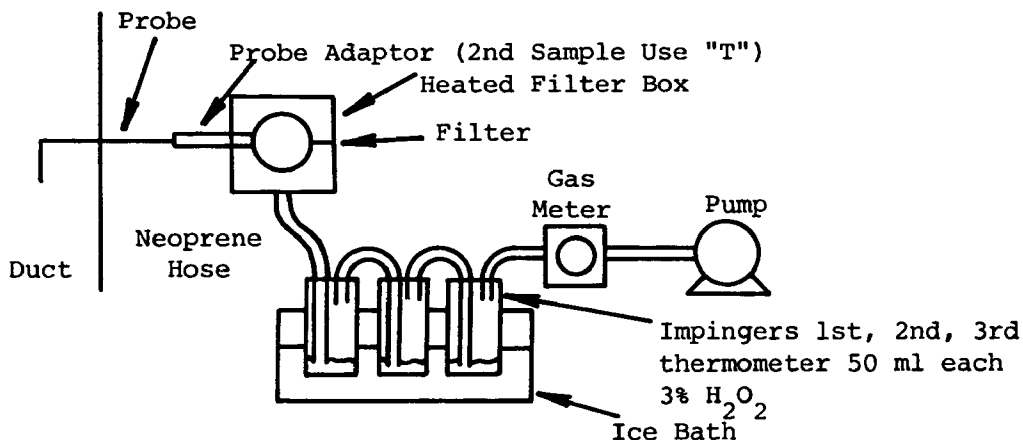 Probe
Probe Adaptor (2nd Sample Use "T")
Heated Filter Box
Filter
Gas
Meter
Pump
Neoprene
Hose
Duct
Impingers 1st, 2nd, 3rd
thermometer 50 ml each
3% H₂O₂
Ice Bath